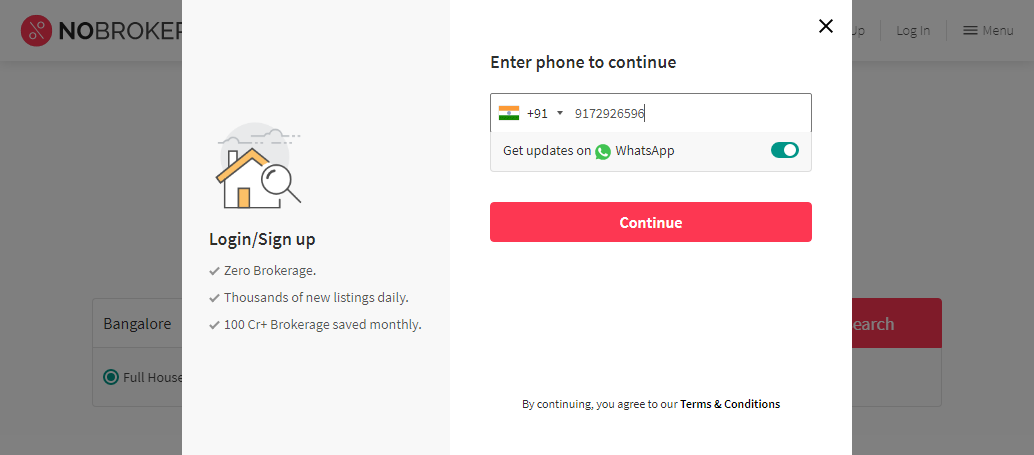 NOBROKER
Up
Log In
Menu
Enter phone to continue
+91
9172926596
Get updates on WhatsApp
Continue
Login/Sign up
Zero Brokerage.
Thousands of new listings daily.
100 Cr+ Brokerage saved monthly.
Bangalore
earch
Full House
By continuing, you agree to our Terms & Conditions